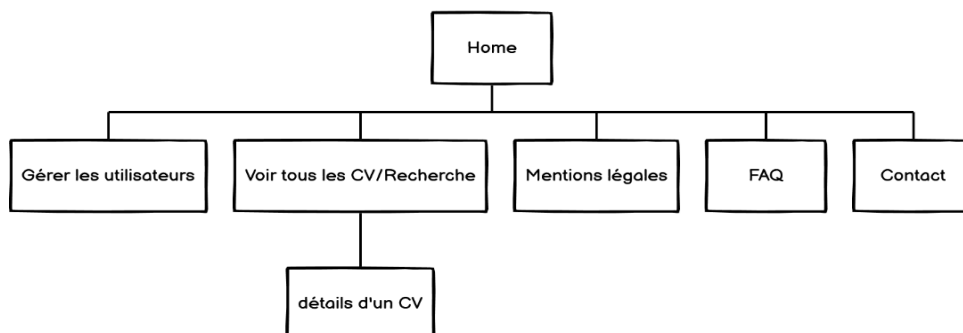 Home
Gérer les utilisateurs
Voir tous les CV/Recherche
Mentions légales
FAQ
Contact
détails d'un CV